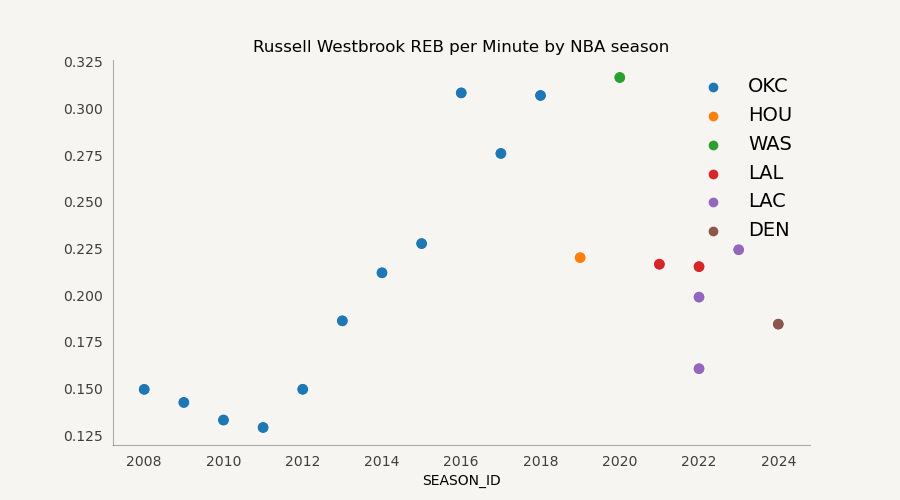 Russell Westbrook REB per Minute by NBA season
0.325
0.300
0.275
0.250
0.225
0.200
0.175
0.150
0.125
OKC
HOU
WAS
LAL
LAC
DEN
2008 2010 2012 2014 2016 2018 2020 2022 2024
SEASON_ID